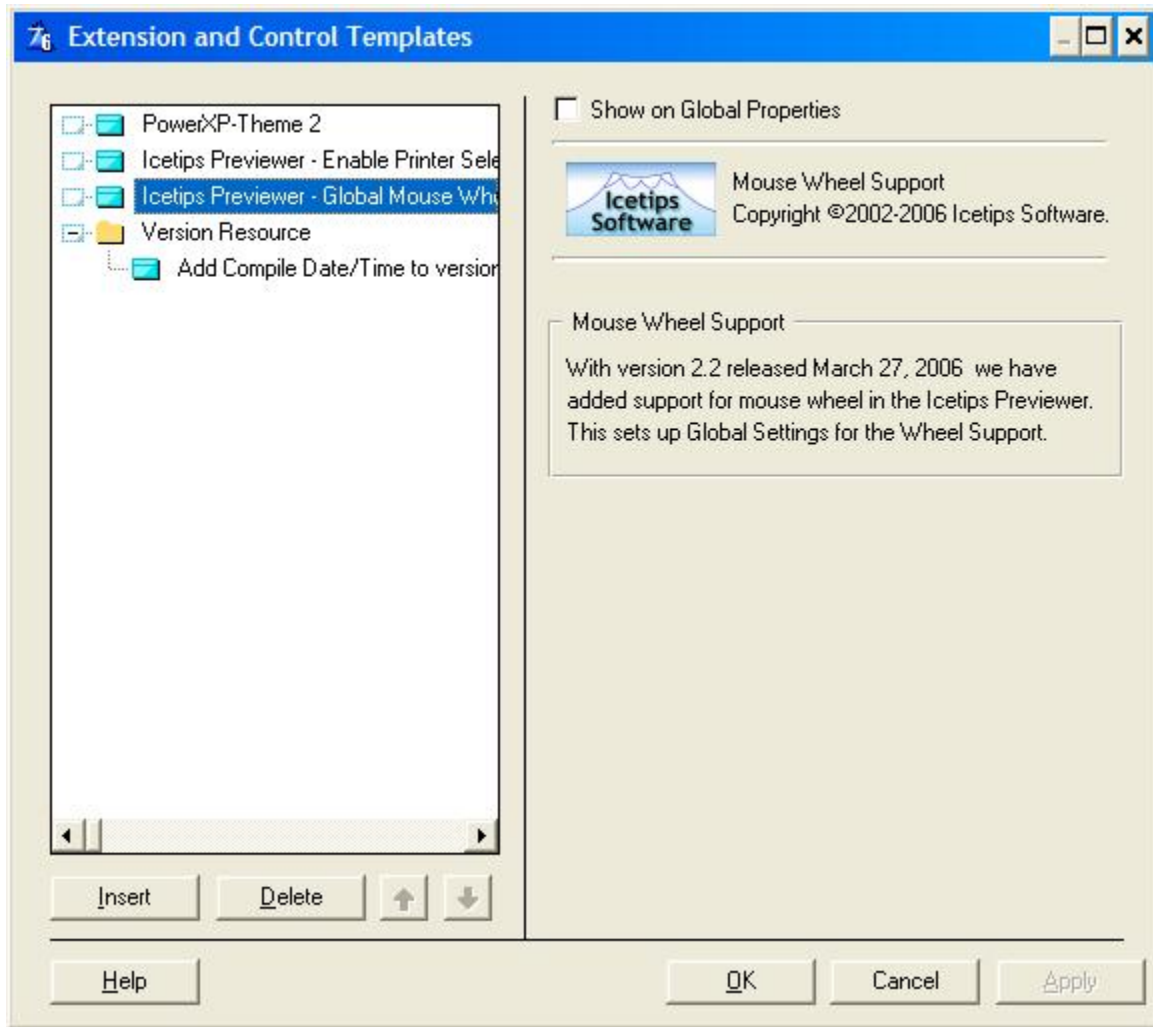 Extension and Control Templates
PowerXP-Theme 2
Icetips Previewer - Enable Printer Sele
Icetips Previewer - Global Mouse Whe
Version Resource
Add Compile Date/Time to version
Insert
Delete
Show on Global Properties
Icetips
Software
Mouse Wheel Support
Copyright ©2002-2006 Icetips Software.
Mouse Wheel Support
With version 2.2 released March 27, 2006 we have
added support for mouse wheel in the Icetips Previewer.
This sets up Global Settings for the Wheel Support.
Help
OK
Cancel
Apply